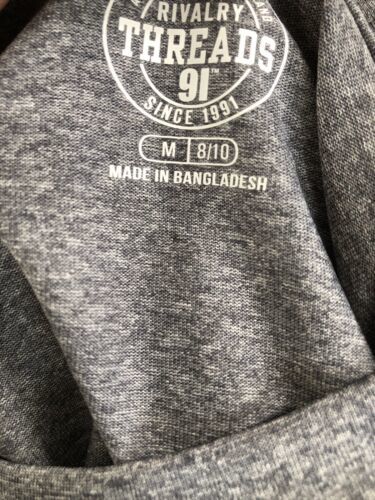 RIVALRY
THREADS
91™
SINCE 1991
M | 8/10
MADE IN BANGLADESH